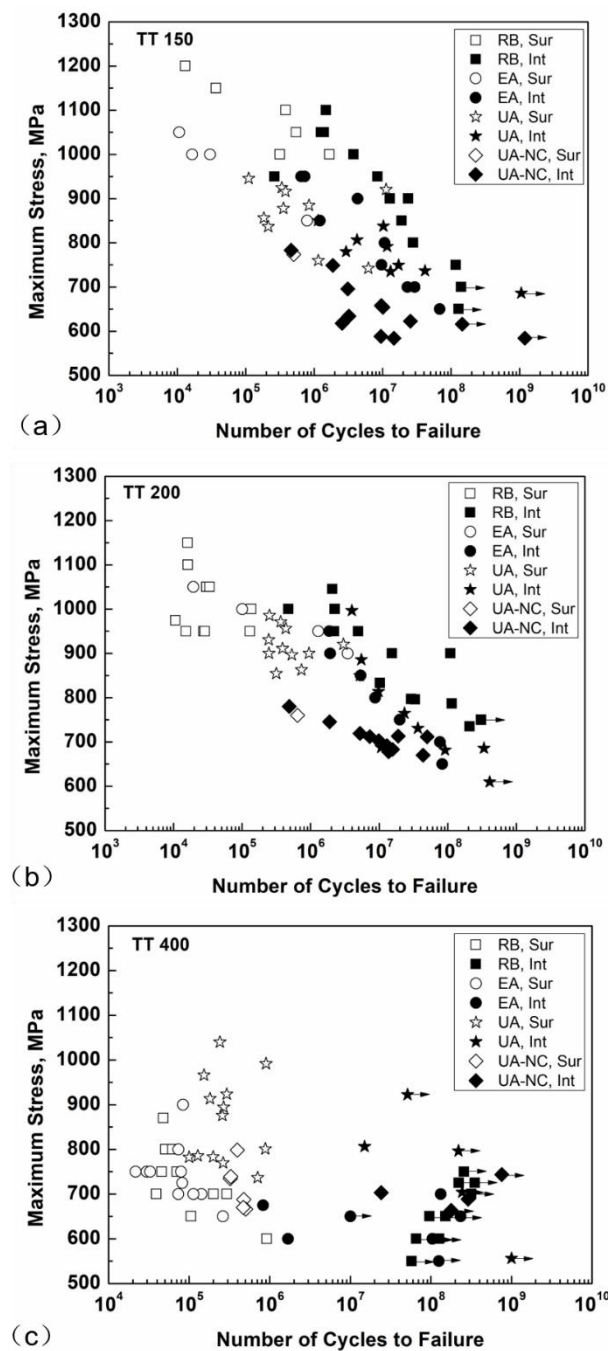 TT 150
RB, Sur
RB, Int
EA, Sur
EA, Int
UA, Sur
UA, Int
UA-NC, Sur
UA-NC, Int
1300
1200
1100
1000
900
800
700
600
500
Maximum Stress, MPa
10³ 10⁴ 10⁵ 10⁶ 10⁷ 10⁸ 10⁹ 10¹⁰
(a)
Number of Cycles to Failure
TT 200
RB, Sur
RB, Int
EA, Sur
EA, Int
UA, Sur
UA, Int
UA-NC, Sur
UA-NC, Int
1300
1200
1100
1000
900
800
700
600
500
Maximum Stress, MPa
10³ 10⁴ 10⁵ 10⁶ 10⁷ 10⁸ 10⁹ 10¹⁰
(b)
Number of Cycles to Failure
TT 400
RB, Sur
RB, Int
EA, Sur
EA, Int
UA, Sur
UA, Int
UA-NC, Sur
UA-NC, Int
1300
1200
1100
1000
900
800
700
600
500
Maximum Stress, MPa
10⁴ 10⁵ 10⁶ 10⁷ 10⁸ 10⁹ 10¹⁰
(c)
Number of Cycles to Failure